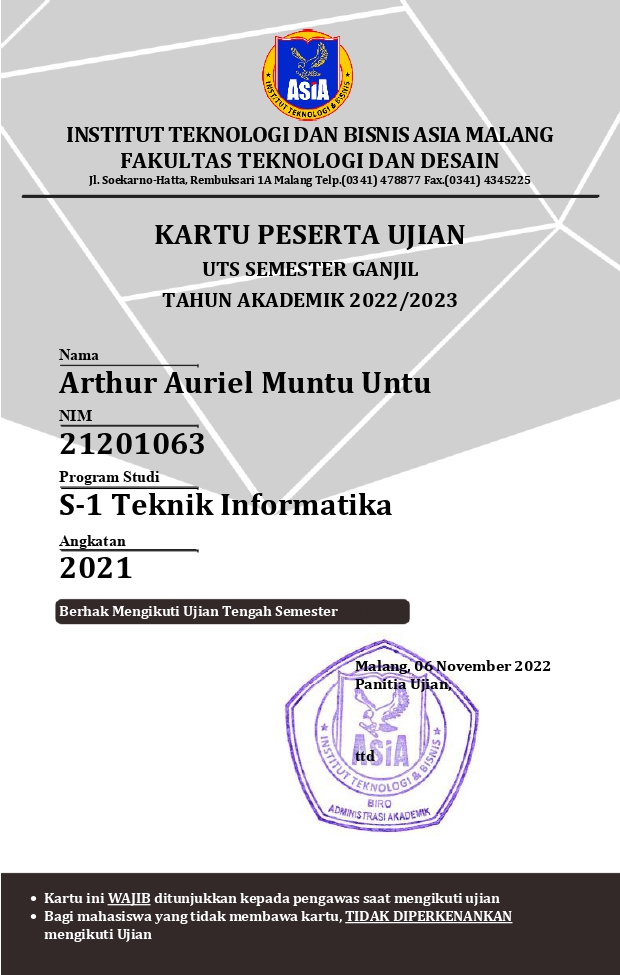 ASiA
INSTITUT TEKNOLOGI & BISNIS
INSTITUT TEKNOLOGI DAN BISNIS ASIA MALANG
FAKULTAS TEKNOLOGI DAN DESAIN
Jl. Soekarno-Hatta, Rembuksari 1A Malang Telp.(0341) 478877 Fax.(0341) 4345225
KARTU PESERTA UJIAN
UTS SEMESTER GANJIL
TAHUN AKADEMIK 2022/2023
Nama
Arthur Auriel Muntu Untu
NIM
21201063
Program Studi
S-1 Teknik Informatika
Angkatan
2021
Berhak Mengikuti Ujian Tengah Semester
Malang, 06 November 2022
Panitia Ujian,
ttd
ASiA
INSTITUT TEKNOLOGI & BISNIS
BIRO
ADMINISTRASI AKADEMIK
• Kartu ini WAJIB ditunjukkan kepada pengawas saat mengikuti ujian
• Bagi mahasiswa yang tidak membawa kartu, TIDAK DIPERKENANKAN
mengikuti Ujian